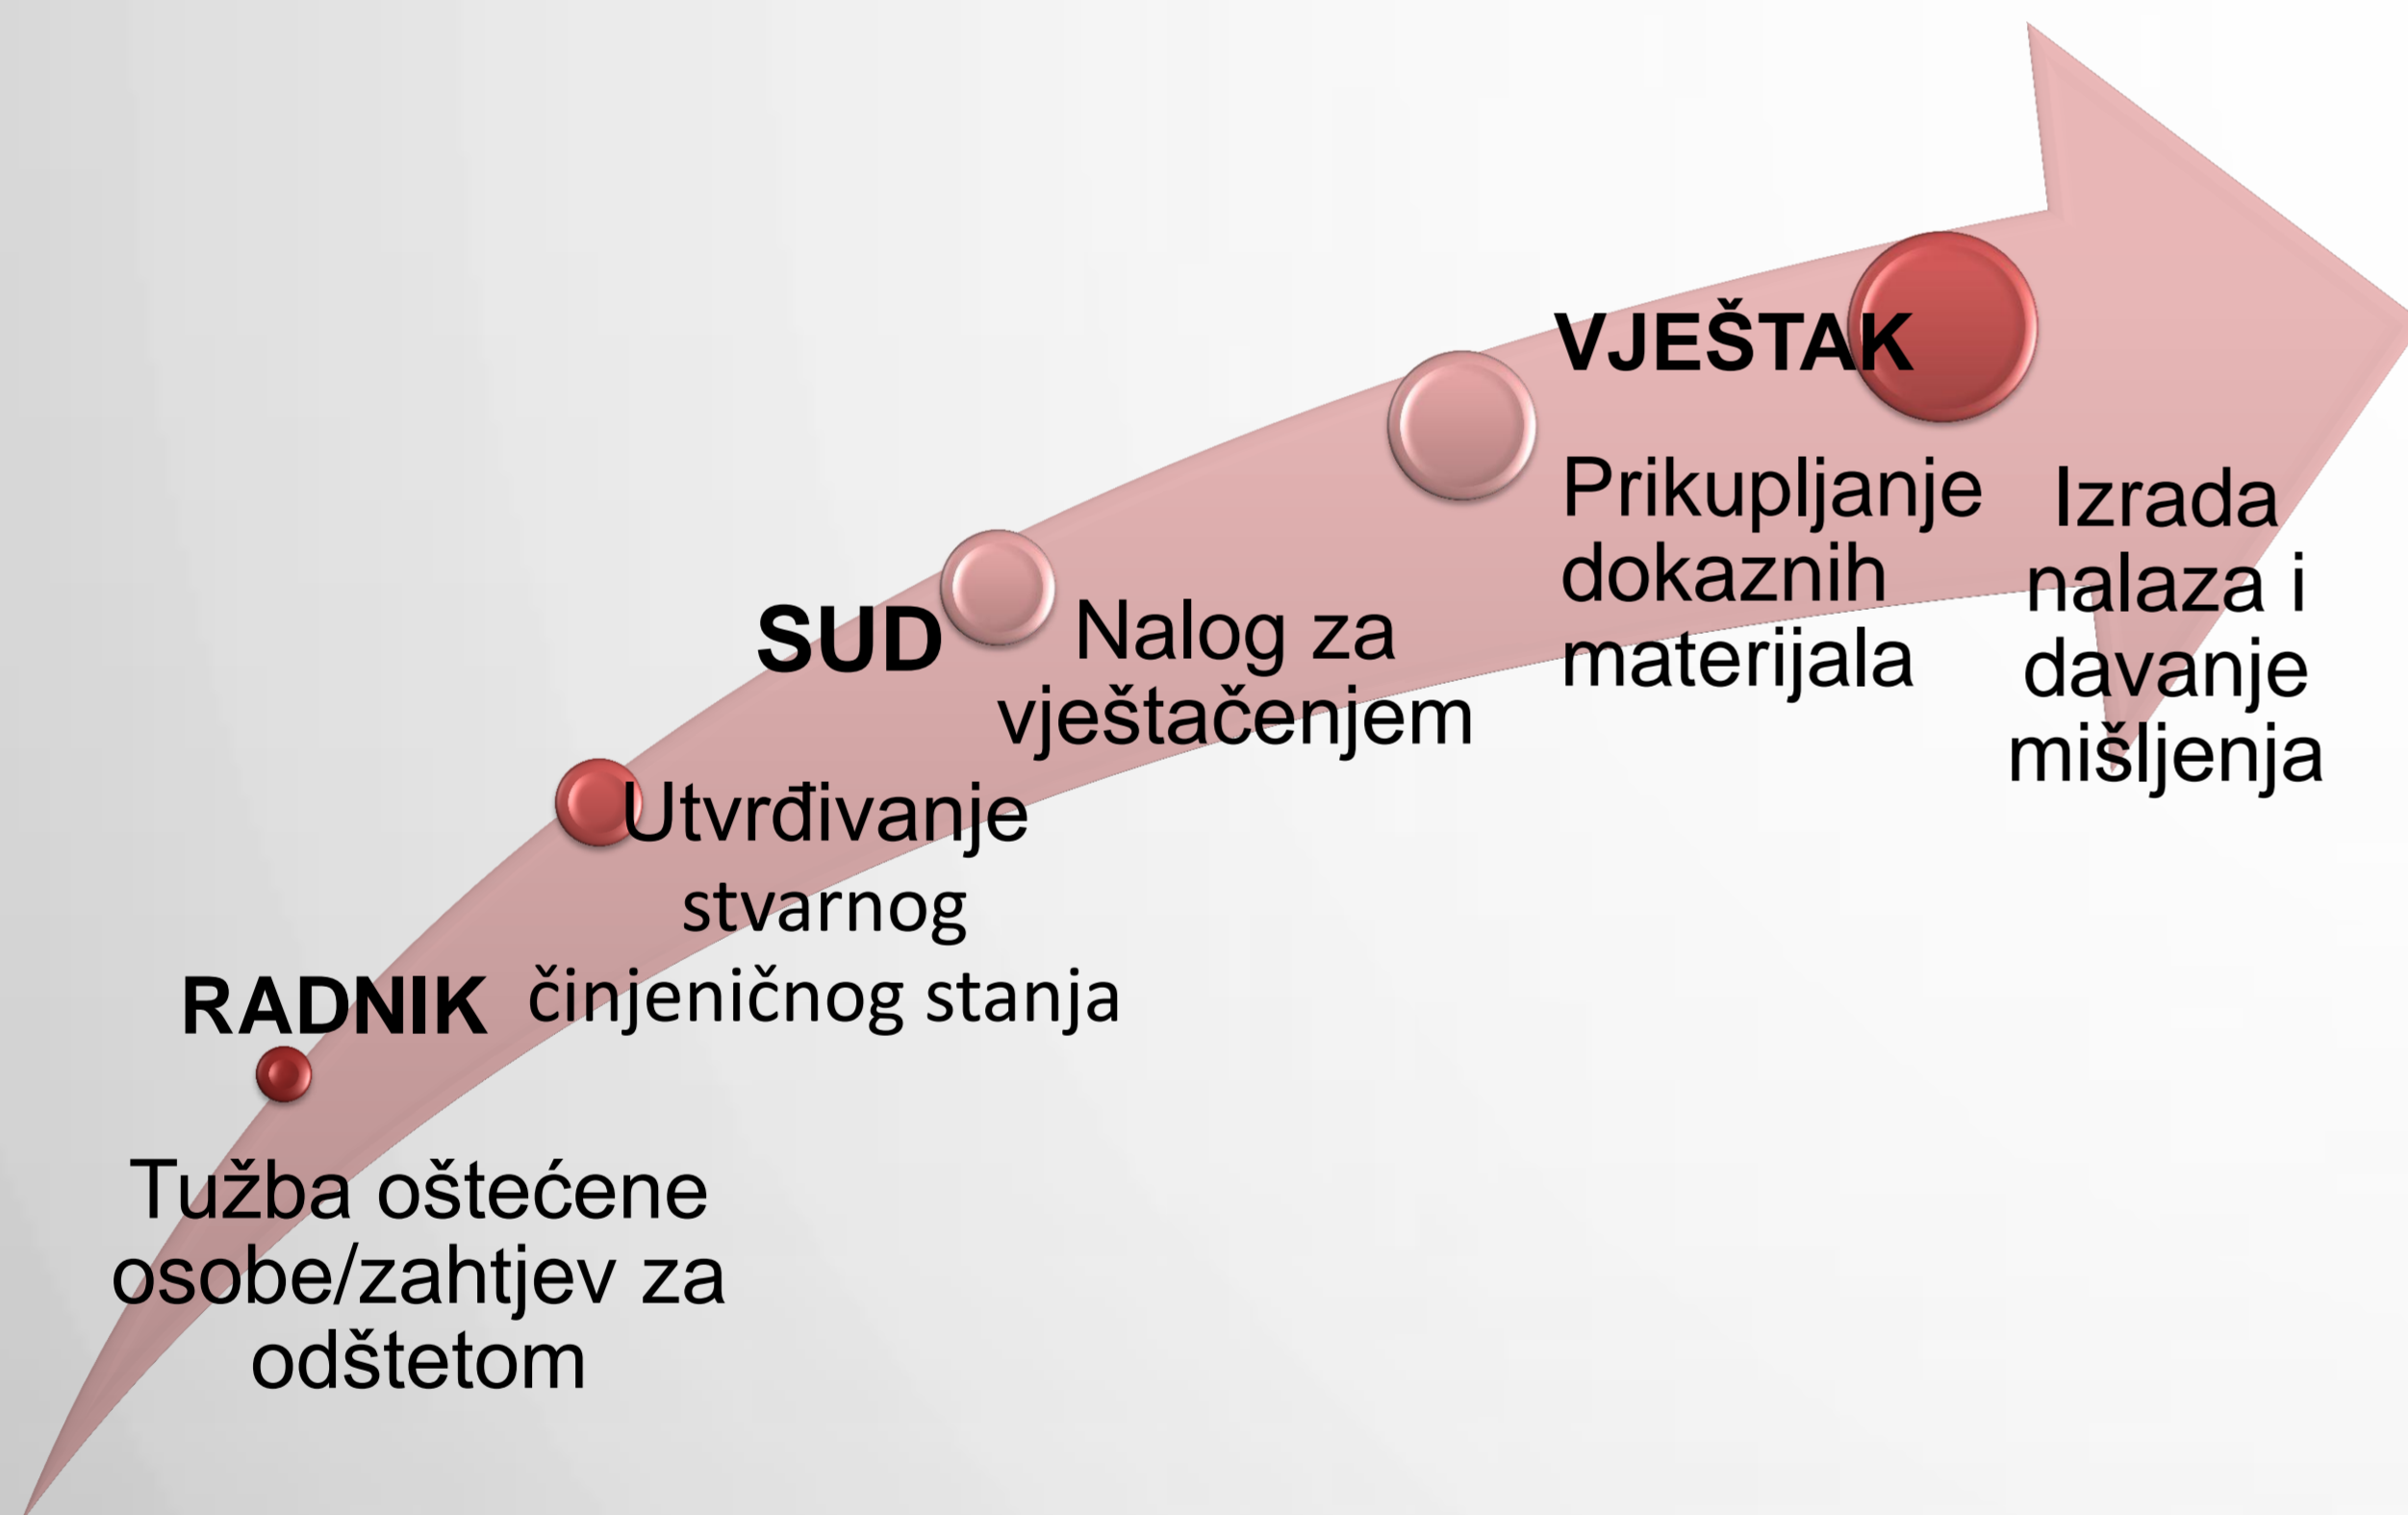 RADNIK
Tužba oštećene
osobe/zahtjev za
odštetom
Utvrđivanje
stvarnog
činjeničnog stanja
SUD
Nalog za
vještačenjem
VJEŠTAK
Prikupljanje
dokaznih
materijala
Izrada
nalaza i
davanje
mišljenja